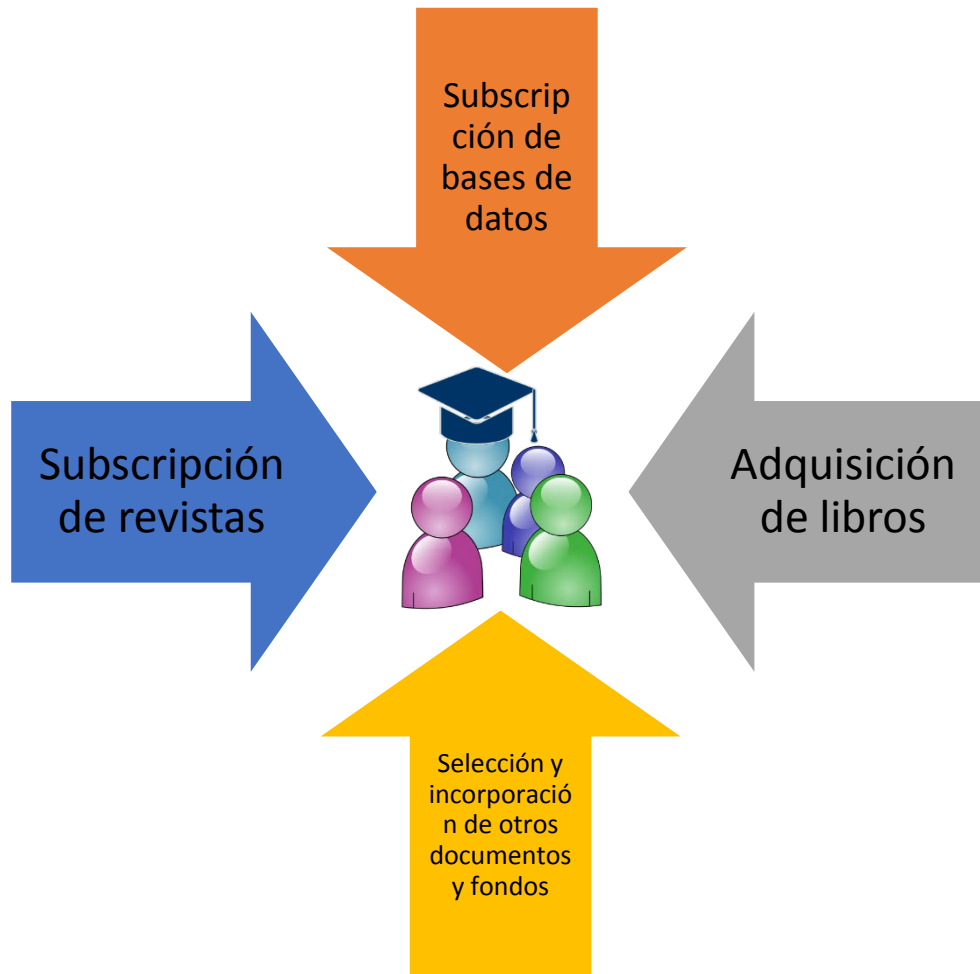 Subscrip
ción de
bases de
datos
Subscripción
de revistas
Adquisición
de libros
Selección y
incorporació
n de otros
documentos
y fondos